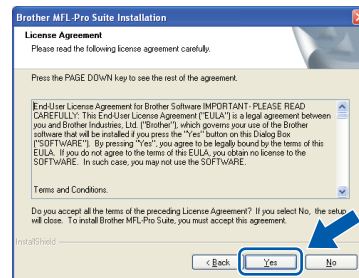 Brother MFL-Pro Suite Installation
License Agreement
Please read the following license agreement carefully.
Press the PAGE DOWN key to see the rest of the agreement.
End-User License Agreement for Brother Software IMPORTANT- PLEASE READ
CAREFULLY: This End-User License Agreement ("EULA") is a legal agreement between
you and Brother Industries, Ltd. ("Brother"), which governs your use of the Brother
software that will be installed if you press the "Yes" button on this Dialog Box
("SOFTWARE"). By pressing "Yes", you agree to be legally bound by the terms of this
EULA. If you do not agree to the terms of this EULA, you obtain no license to the
SOFTWARE. In such case, you may not use the SOFTWARE.
Terms and Conditions.
Do you accept all the terms of the preceding License Agreement? If you select No, the setup
will close. To install Brother MFL-Pro Suite, you must accept this agreement.
InstallShield
< Back
Yes
No